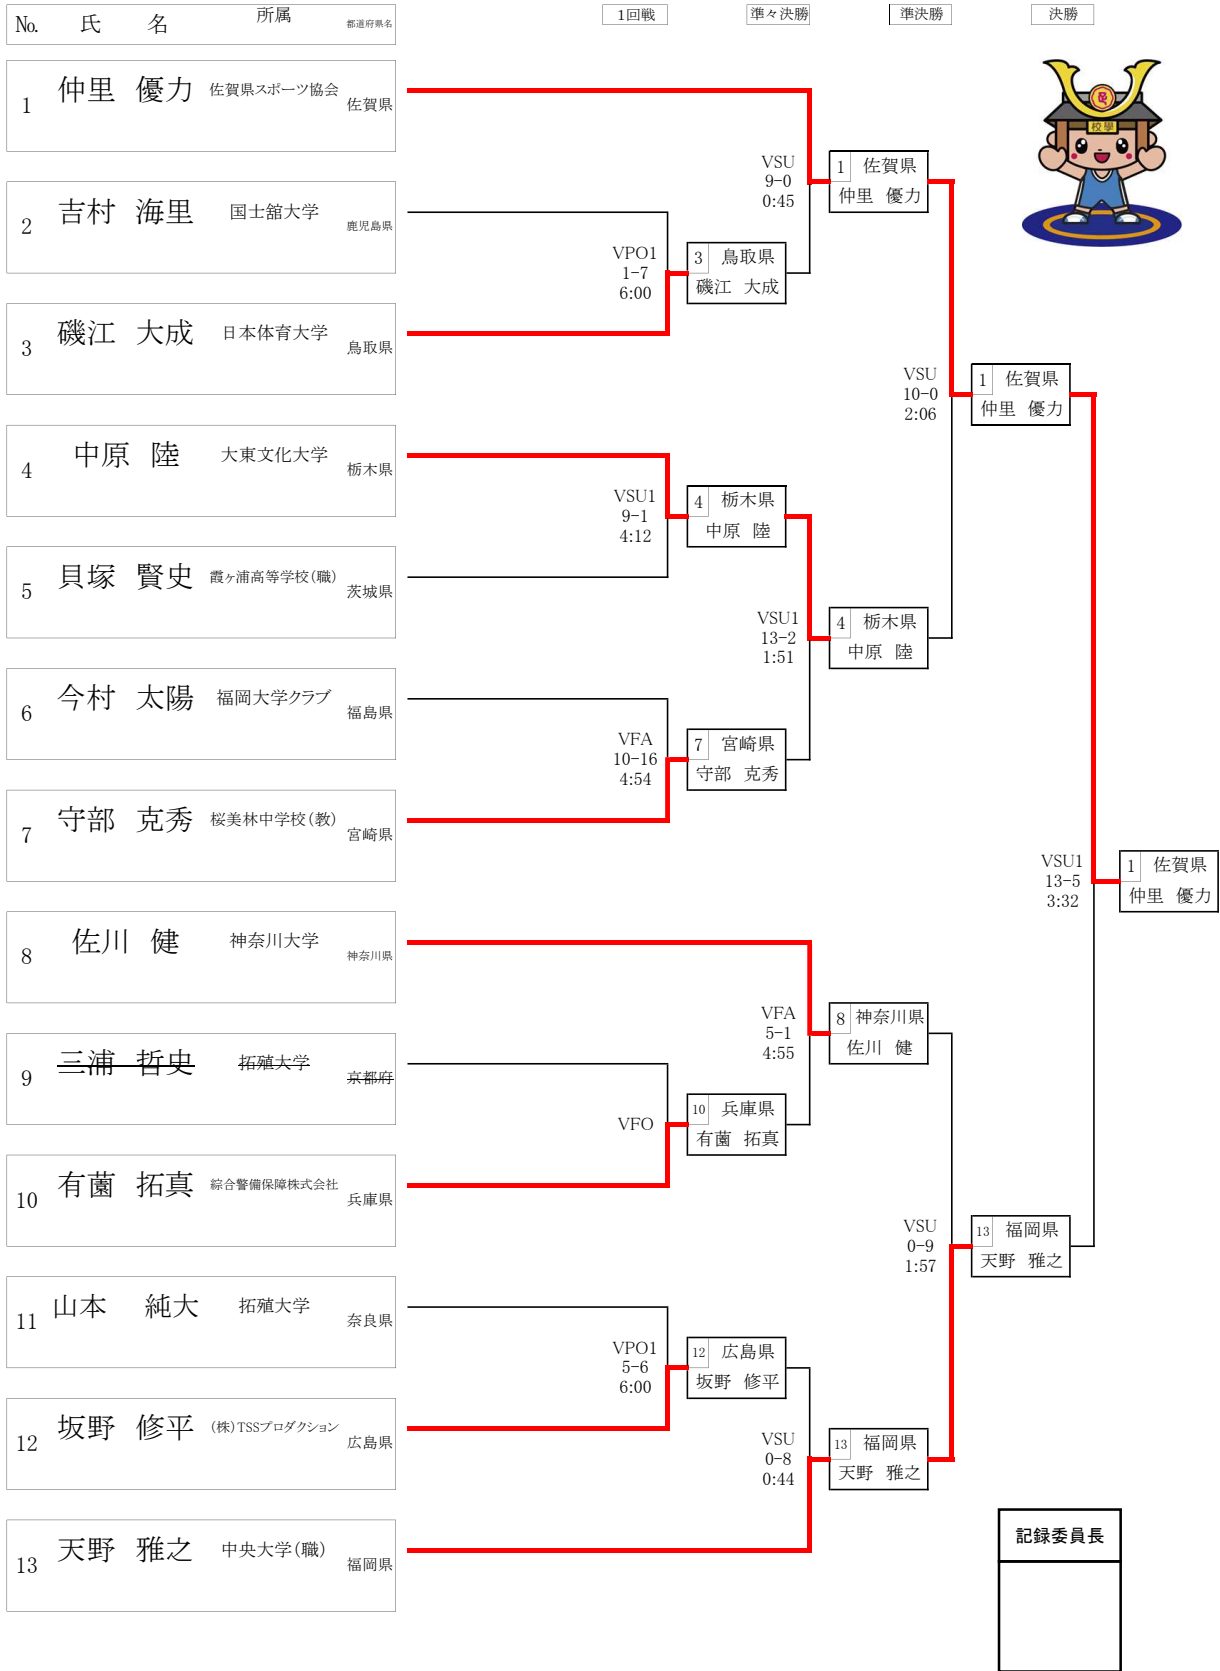 No. 氏 名 所属 都道府県名 1回戦 準々決勝 準決勝 決勝
1 仲里 優力 佐賀県スポーツ協会 佐賀県
2 吉村 海里 国士舘大学 鹿児島県
3 磯江 大成 日本体育大学 鳥取県
4 中原 陸 大東文化大学 栃木県
5 貝塚 賢史 霞ヶ浦高等学校(職) 茨城県
6 今村 太陽 福岡大学クラブ 福島県
7 守部 克秀 桜美林中学校(教) 宮崎県
8 佐川 健 神奈川大学 神奈川県
9 三浦 哲史 拓殖大学 京都府
10 有薗 拓真 綜合警備保障株式会社 兵庫県
11 山本 純大 拓殖大学 奈良県
12 坂野 修平 (株)TSSプロダクション 広島県
13 天野 雅之 中央大学(職) 福岡県
VPO1
1-7
6:00
3 鳥取県
磯江 大成
VSU1
9-1
4:12
4 栃木県
中原 陸
VFA
10-16
4:54
7 宮崎県
守部 克秀
VFO
10 兵庫県
有薗 拓真
VPO1
5-6
6:00
12 広島県
坂野 修平
VSU
9-0
0:45
1 佐賀県
仲里 優力
VSU1
13-2
1:51
4 栃木県
中原 陸
VFA
5-1
4:55
8 神奈川県
佐川 健
VSU
0-8
0:44
13 福岡県
天野 雅之
VSU
10-0
2:06
1 佐賀県
仲里 優力
VSU
0-9
1:57
13 福岡県
天野 雅之
VSU1
13-5
3:32
1 佐賀県
仲里 優力
校學
記録委員長